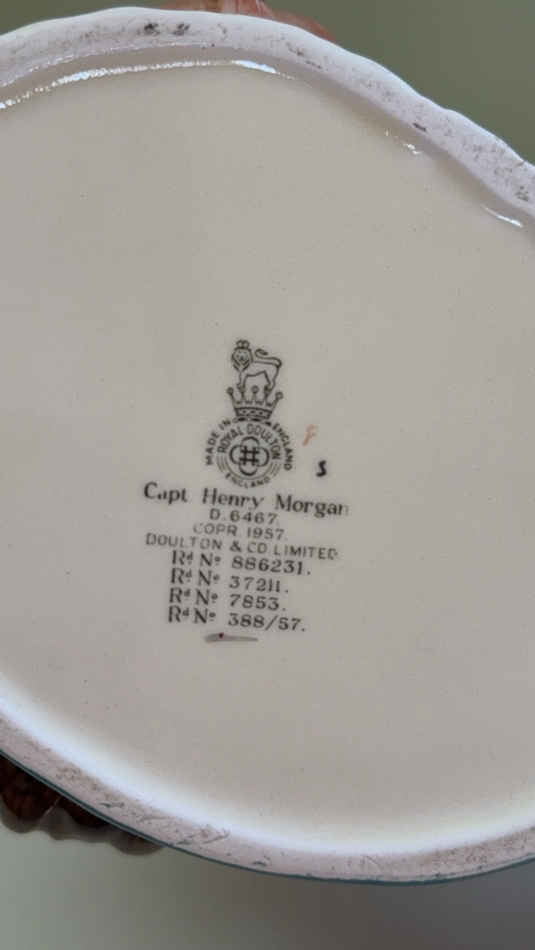 MADE IN ENGLAND
ROYAL DOULTON
ENGLAND
S
Capt Henry Morgan
D.6467.
COPR. 1957.
DOULTON & CO. LIMITED
Rd No 886231.
Rd No 37211.
Rd No 7853.
Rd No 388/57.